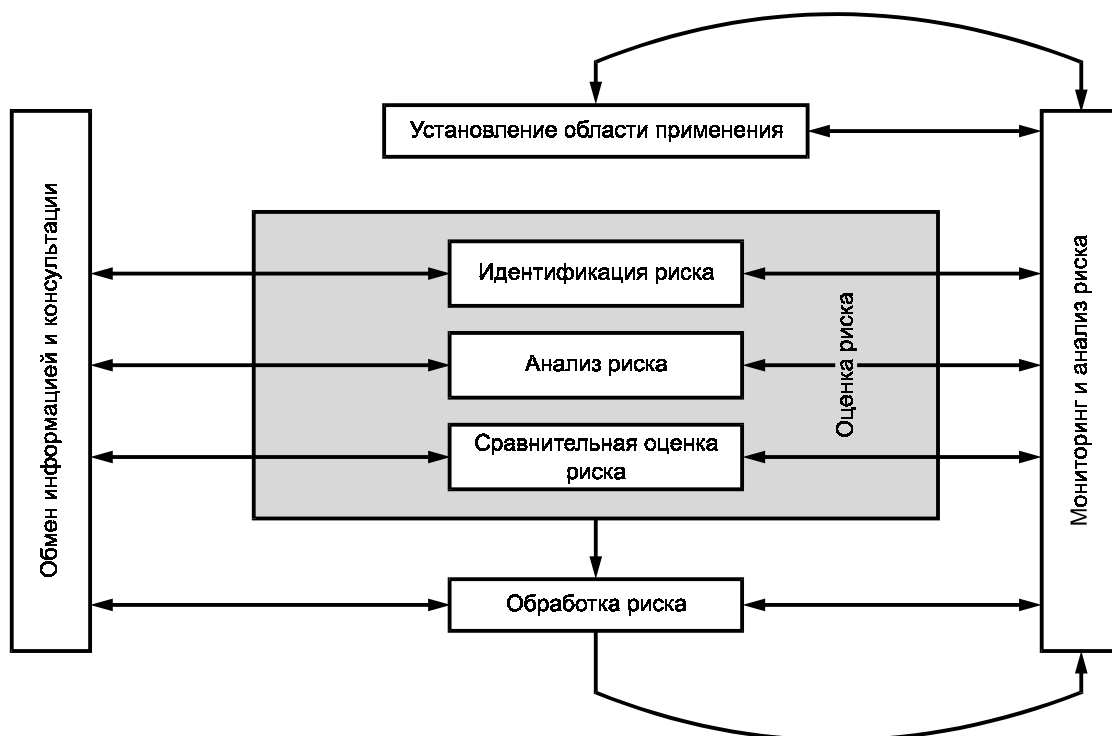 Установление области применения
Обмен информацией и консультации
Идентификация риска
Анализ риска
Сравнительная оценка
риска
Оценка риска
Мониторинг и анализ риска
Обработка риска